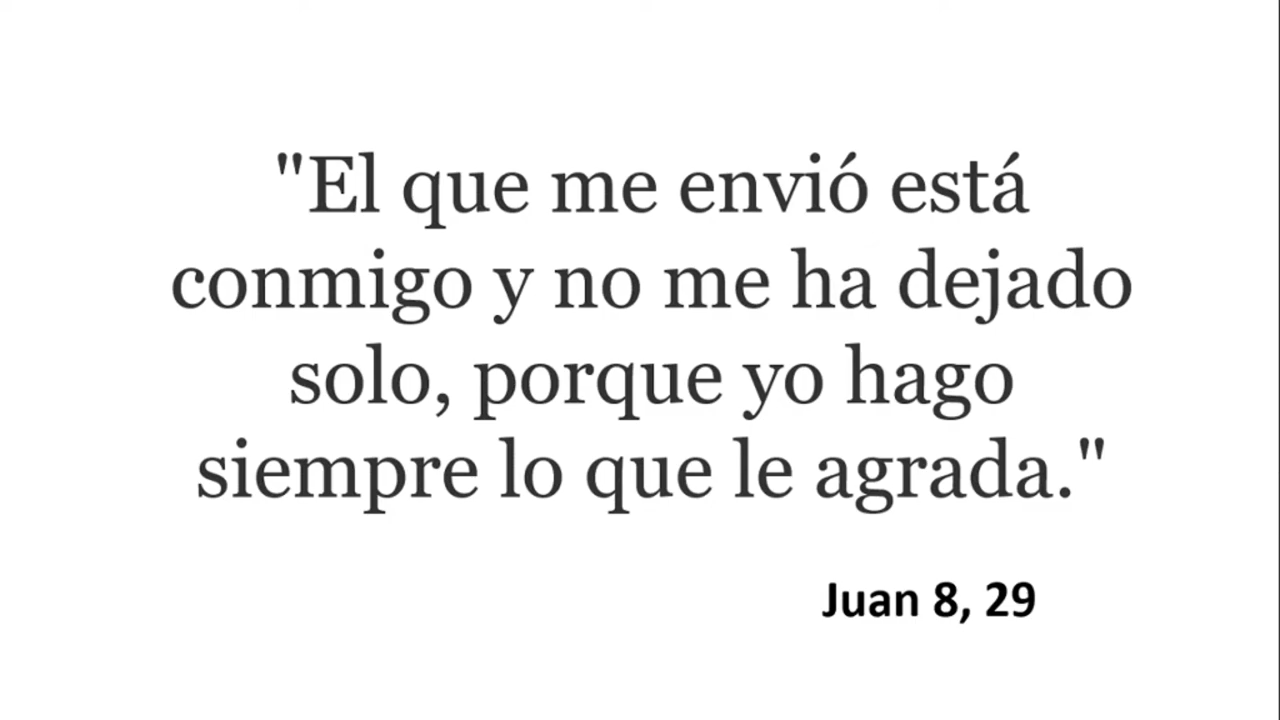 "El que me envió está
conmigo y no me ha dejado
solo, porque yo hago
siempre lo que le agrada."
Juan 8, 29